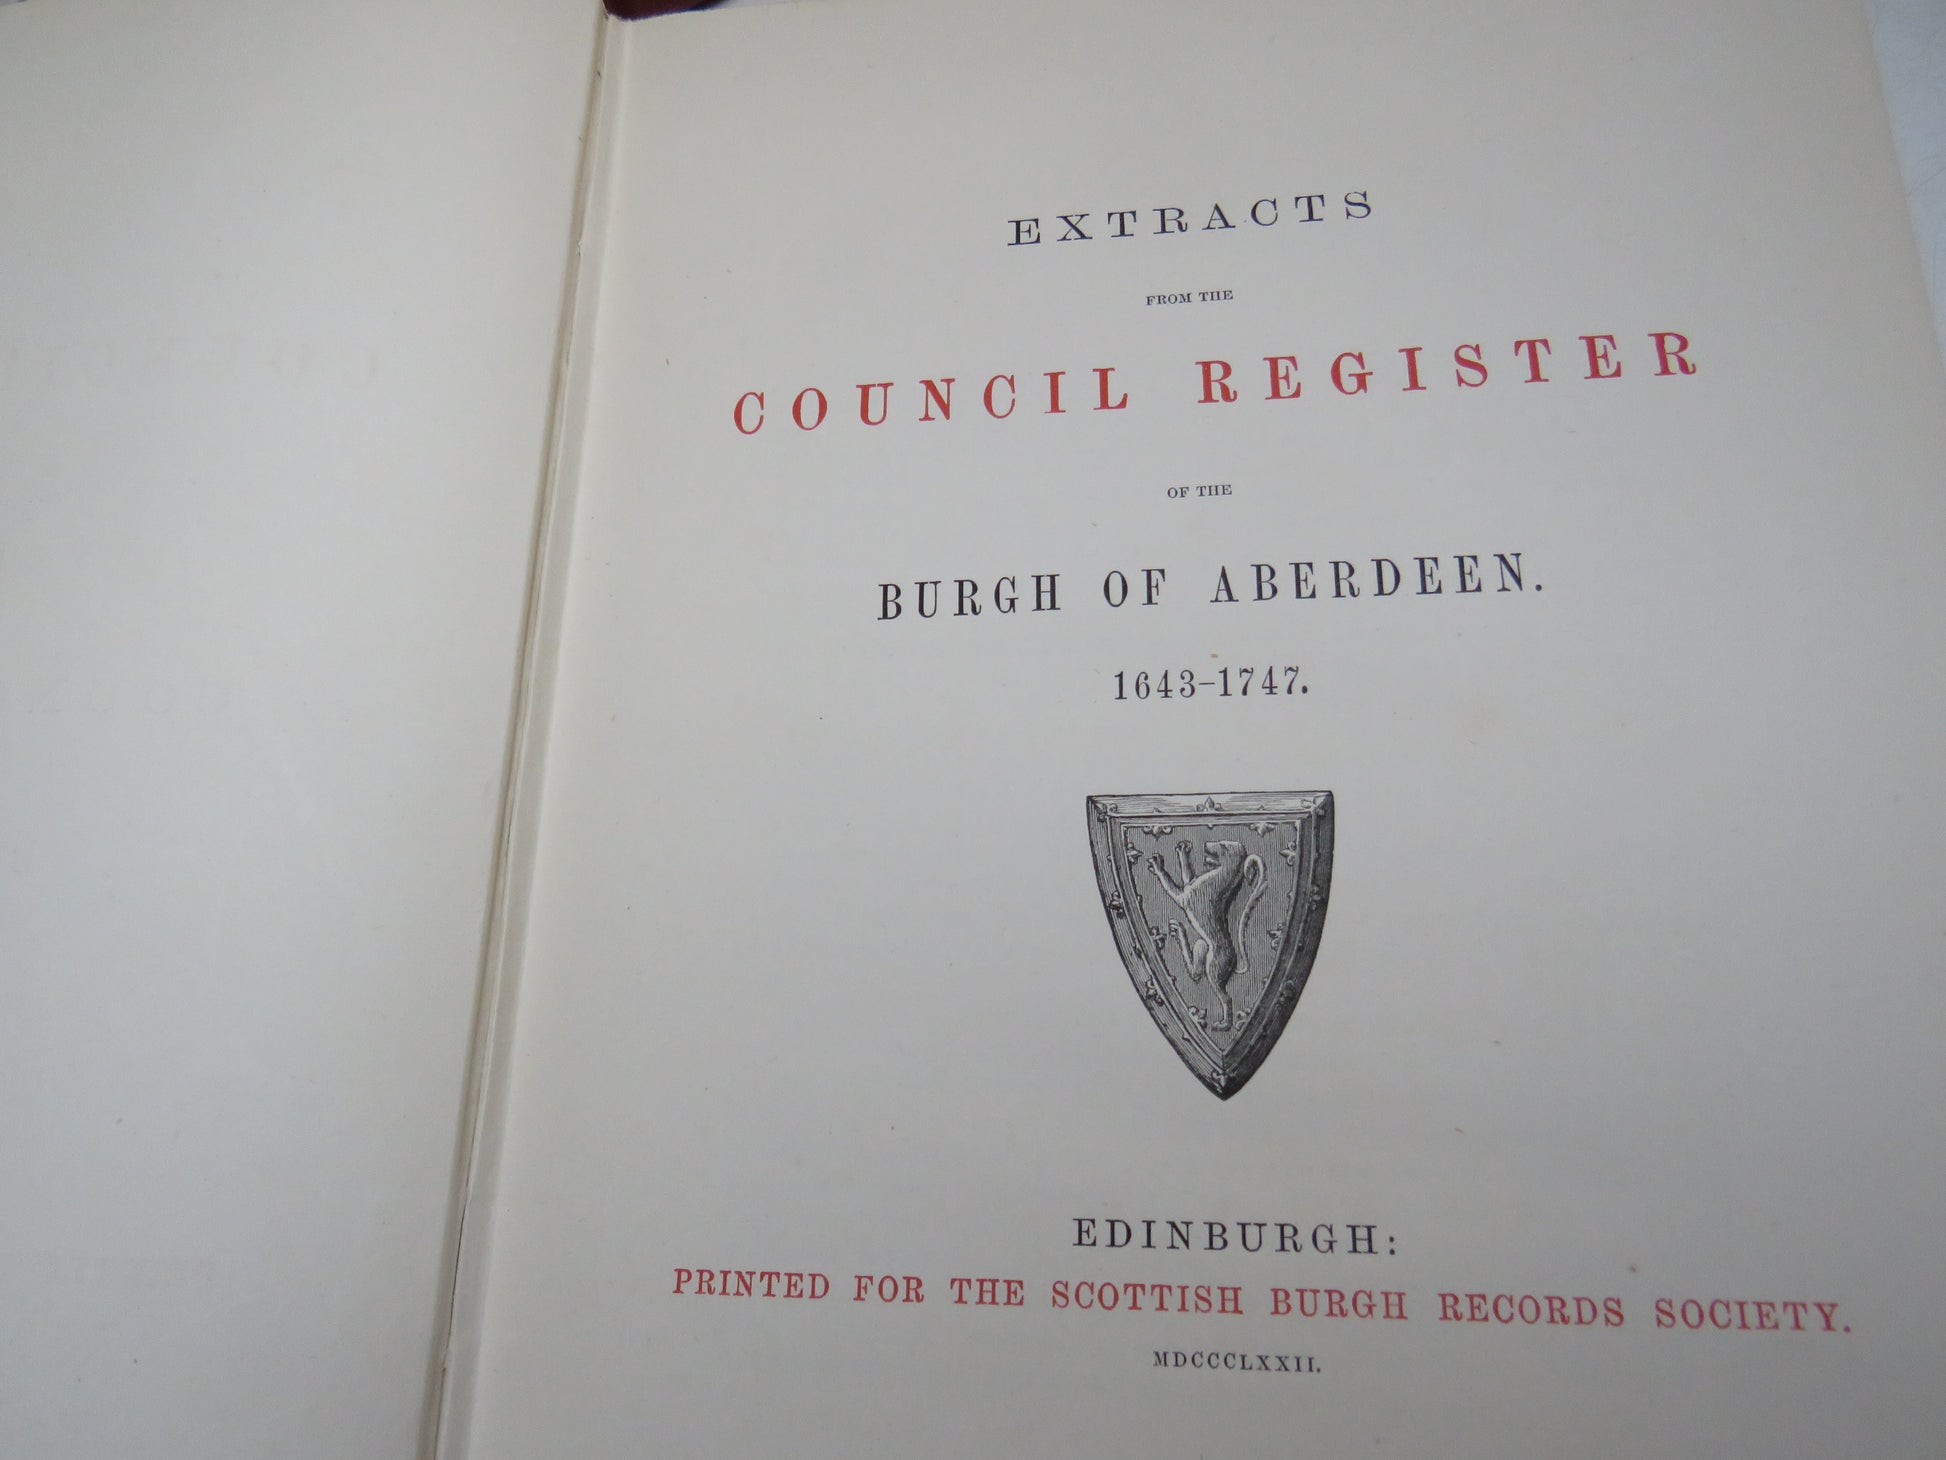 EXTRACTS
FROM THE
COUNCIL REGISTER
OF THE
BURGH OF ABERDEEN.
1643-1747.
EDINBURGH:
PRINTED FOR THE SCOTTISH BURGH RECORDS SOCIETY.
MDCCCLXXII.